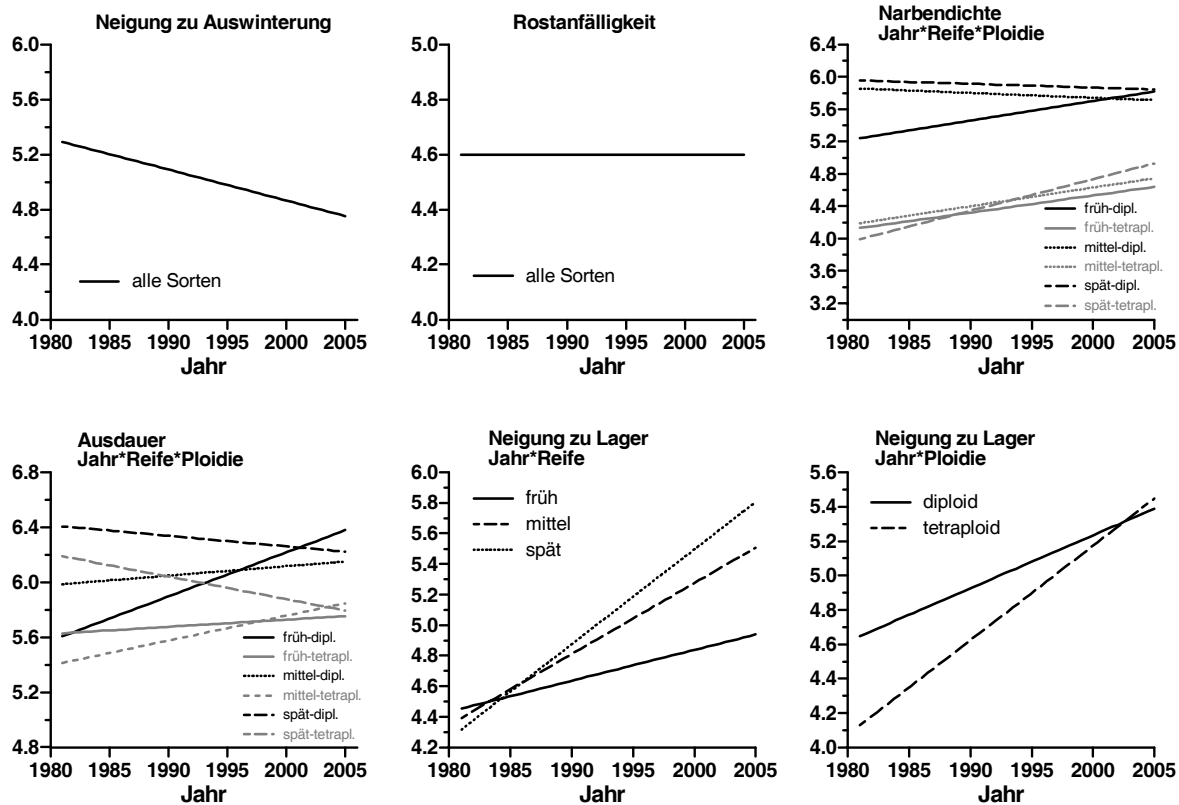 Neigung zu Auswinterung
6.0
5.6
5.2
4.8
4.4
4.0
alle Sorten
1980 1985 1990 1995 2000 2005
Jahr
Rostanfälligkeit
5.0
4.8
4.6
4.4
4.2
4.0
alle Sorten
1980 1985 1990 1995 2000 2005
Jahr
Narbendichte
Jahr*Reife*Ploidie
6.4
6.0
5.6
5.2
4.8
4.4
4.0
3.6
3.2
früh-dipl.
früh-tetrapl.
mittel-dipl.
mittel-tetrapl.
spät-dipl.
spät-tetrapl.
1980 1985 1990 1995 2000 2005
Jahr
Ausdauer
Jahr*Reife*Ploidie
6.8
6.4
6.0
5.6
5.2
4.8
früh-dipl.
früh-tetrapl.
mittel-dipl.
mittel-tetrapl.
spät-dipl.
spät-tetrapl.
1980 1985 1990 1995 2000 2005
Jahr
Neigung zu Lager
Jahr*Reife
6.0
5.8
5.6
5.4
5.2
5.0
4.8
4.6
4.4
4.2
früh
mittel
spät
1980 1985 1990 1995 2000 2005
Jahr
Neigung zu Lager
Jahr*Ploidie
5.6
5.4
5.2
5.0
4.8
4.6
4.4
4.2
4.0
diploid
tetraploid
1980 1985 1990 1995 2000 2005
Jahr